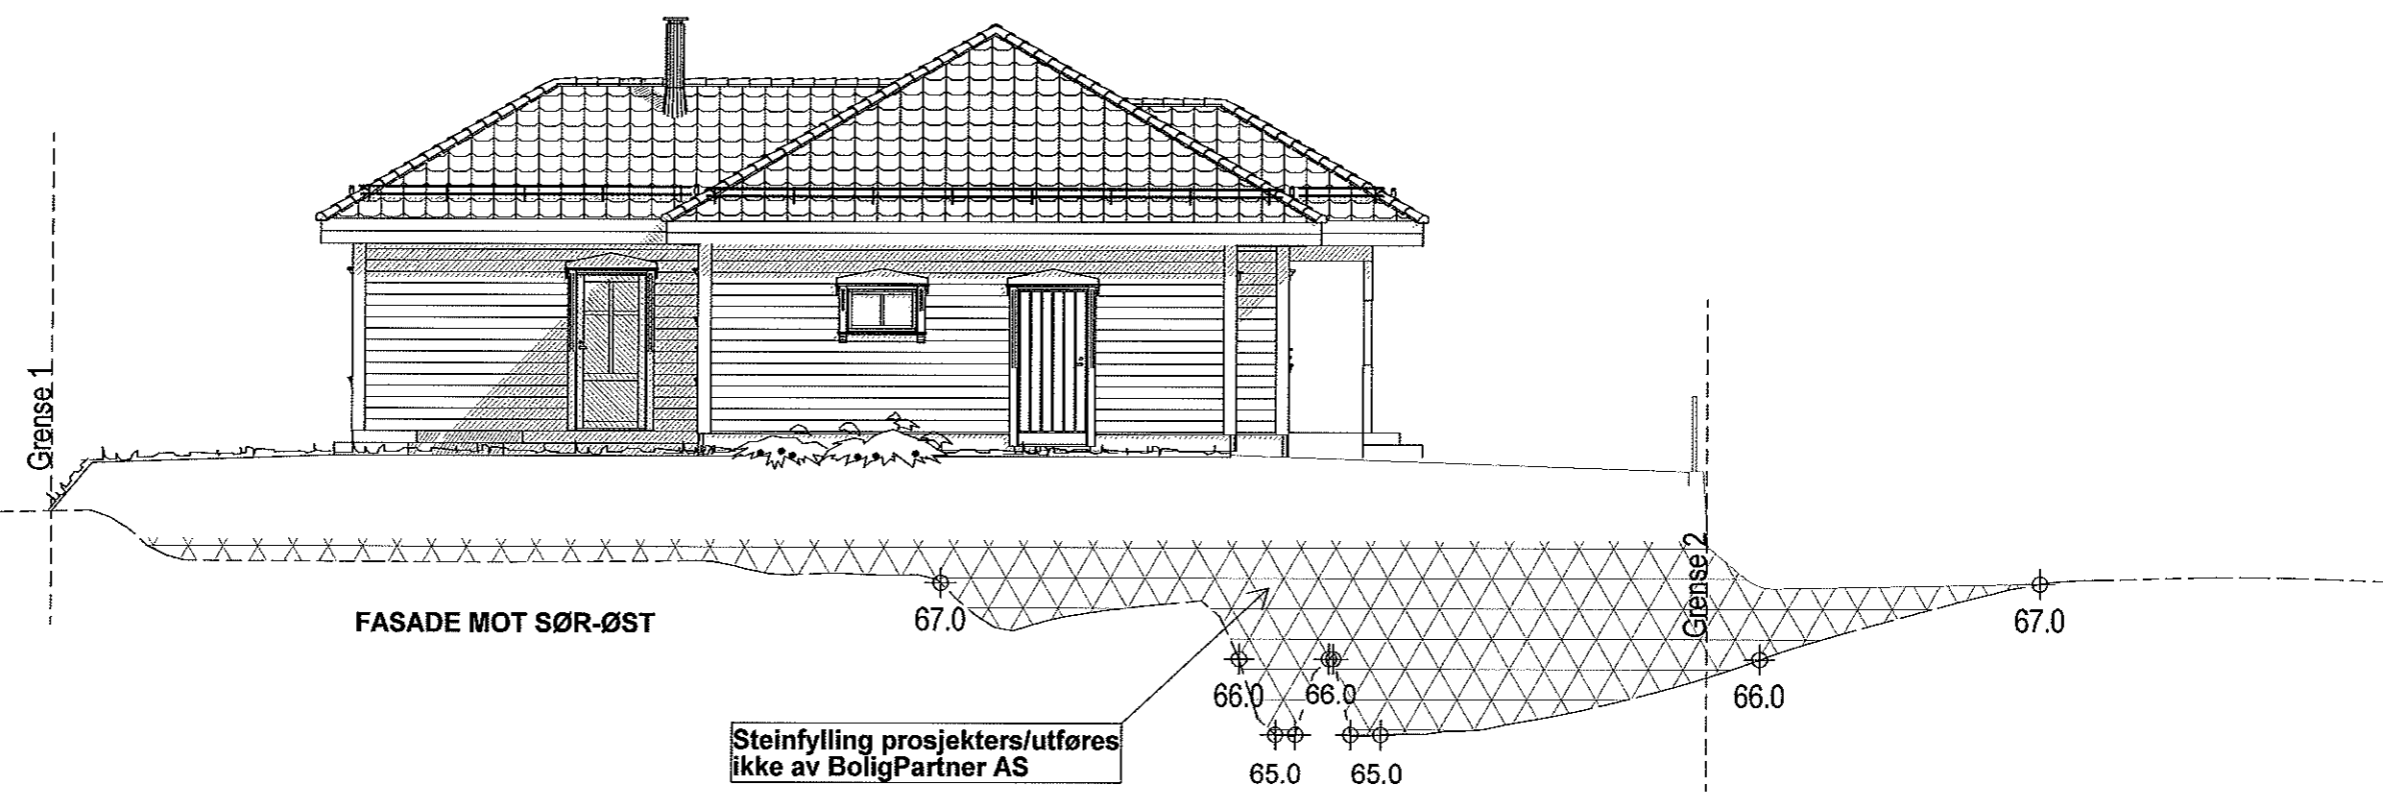 Grense 1
Grense 2
67.0
67.0
FASADE MOT SØR-ØST
66.0
66.0
66.0
Steinfylling prosjekters/utføres
ikke av BoligPartner AS
65.0
65.0